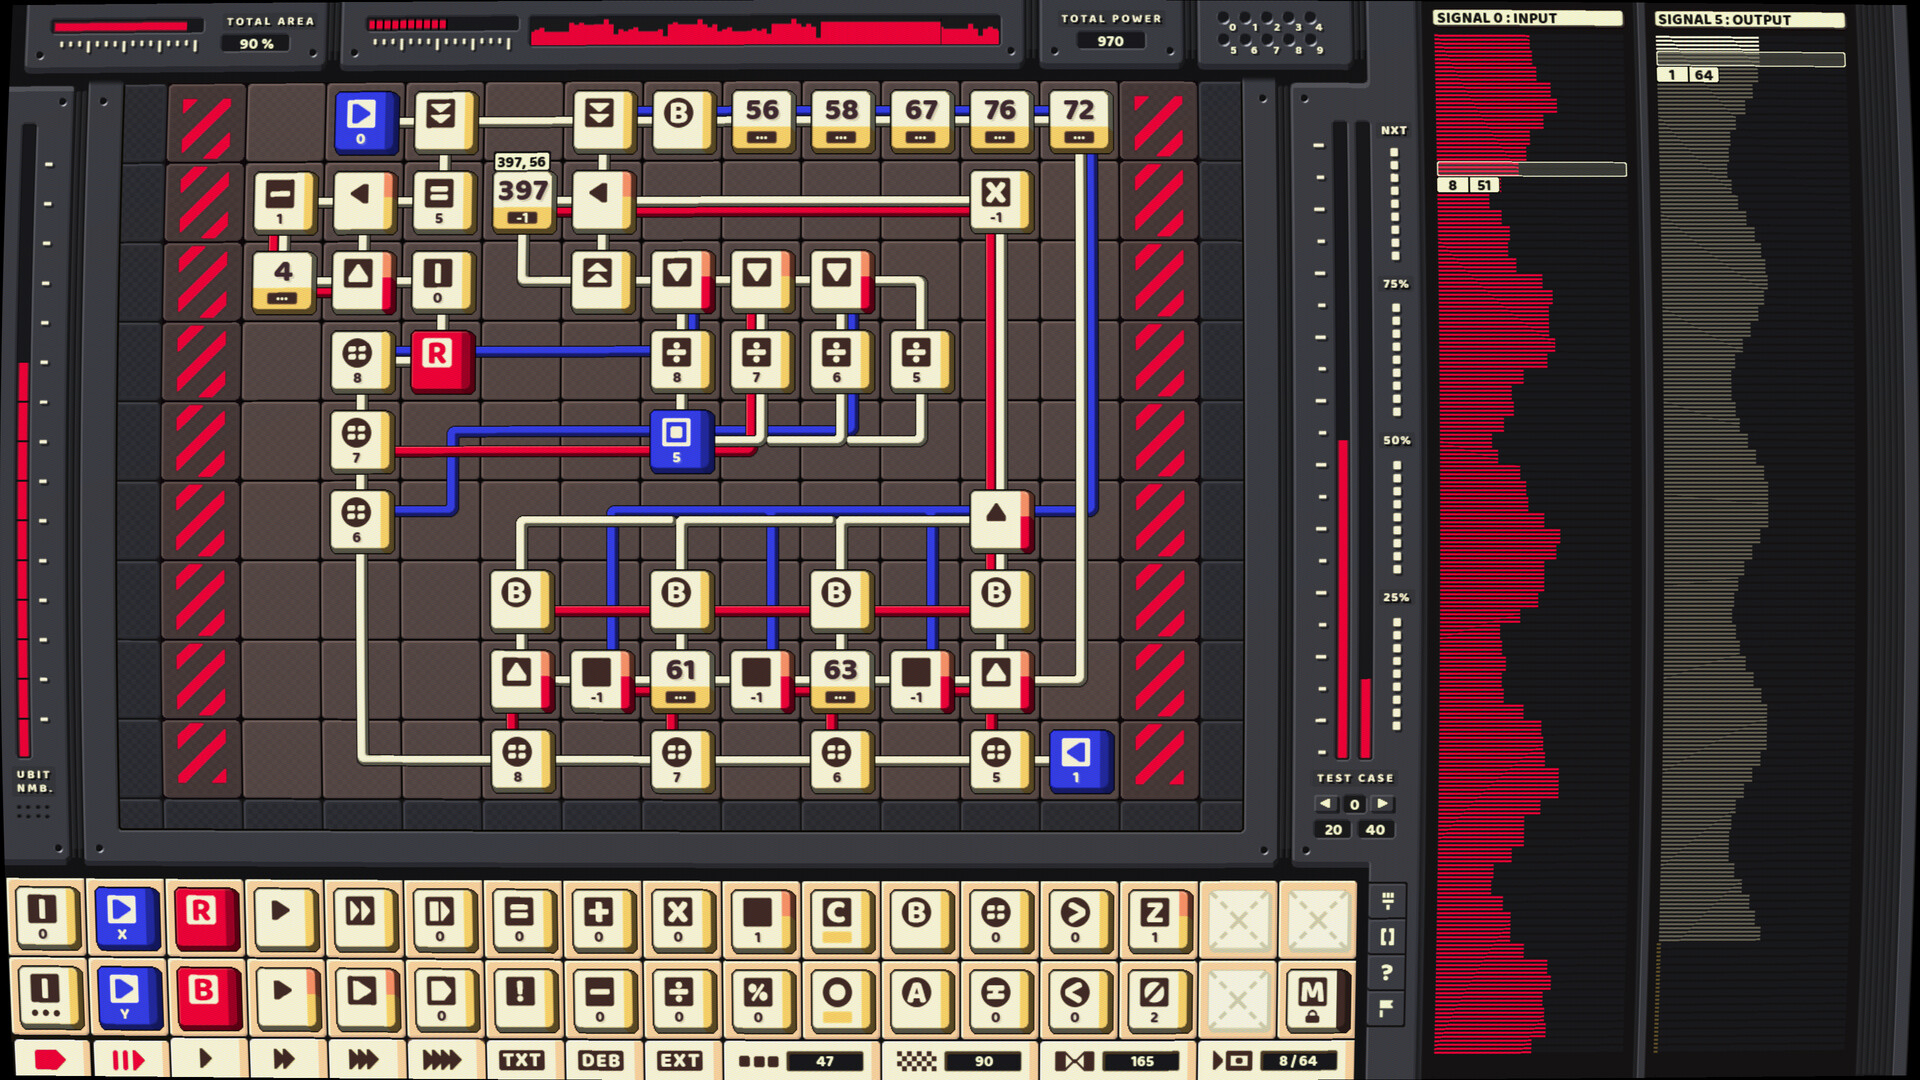 TOTAL AREA
90 %
TOTAL POWER
970
0 1 2 3 4
5 6 7 8 9
SIGNAL 0 : INPUT
SIGNAL 5 : OUTPUT
1 64
8 51
0
B
56 ...
58 ...
67 ...
76 ...
72 ...
397, 56
1
5
397
-1
X
-1
4
...
0
8
R
8
7
6
5
7
5
6
B
B
B
B
-1
61
...
-1
63
...
-1
8
7
6
5
1
UBIT
NMB.
NXT
75%
50%
25%
TEST CASE
0
20 40
I
0
X
R
0
0
0
X
0
1
C
B
0
0
Z
1
I
...
Y
B
0
!
0
0
%
0
O
A
0
0
2
M
TXT
DEB
EXT
47
90
165
8/64
?